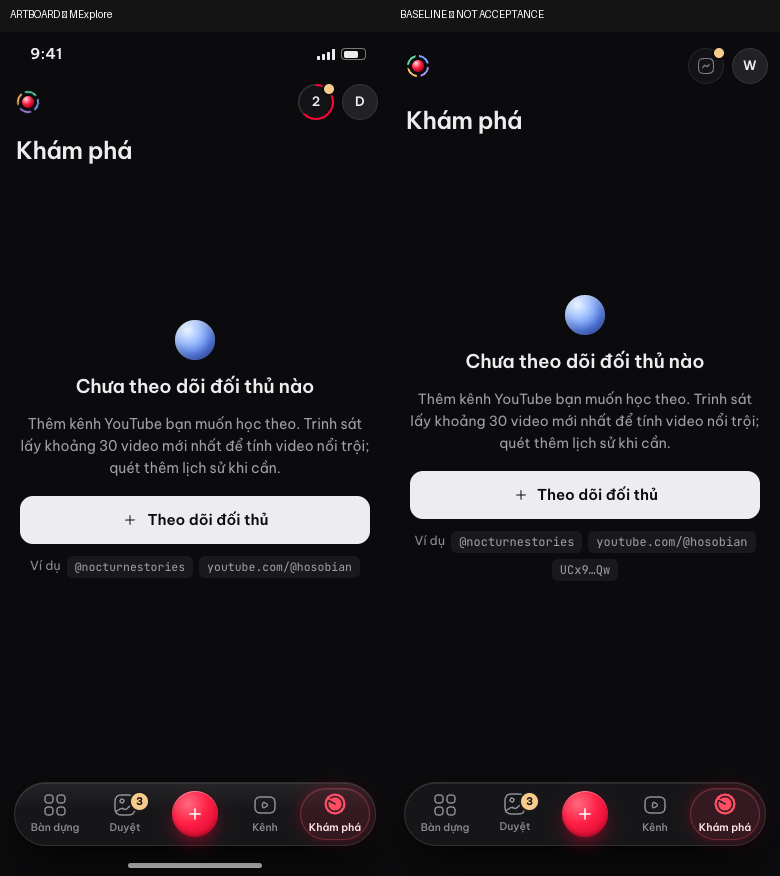 ARTBOARD MExplore
9:41
2
D
Khám phá
Chưa theo dõi đối thủ nào
Thêm kênh YouTube bạn muốn học theo. Trinh sát
lấy khoảng 30 video mới nhất để tính video nổi trội;
quét thêm lịch sử khi cần.
+ Theo dõi đối thủ
Ví dụ @nocturnestories youtube.com/@hosobian
3
+
Bàn dựng Duyệt Kênh Khám phá
BASELINE NOT ACCEPTANCE
W
Khám phá
Chưa theo dõi đối thủ nào
Thêm kênh YouTube bạn muốn học theo. Trinh sát
lấy khoảng 30 video mới nhất để tính video nổi trội;
quét thêm lịch sử khi cần.
+ Theo dõi đối thủ
Ví dụ @nocturnestories youtube.com/@hosobian
UCx9…Qw
3
+
Bàn dựng Duyệt Kênh Khám phá